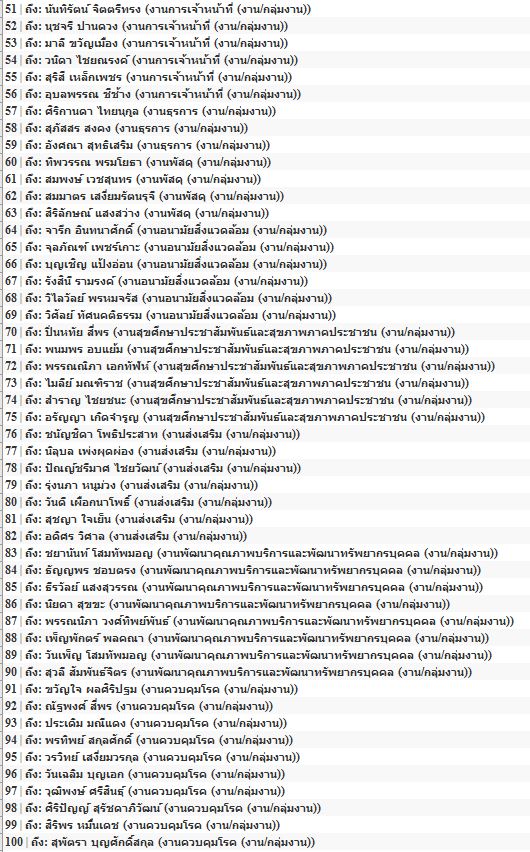 51 | ถึง: นันทิรัตน์ จิตตรีทรง (งานการเจ้าหน้าที่ (งาน/กลุ่มงาน))
52 | ถึง: นุชจรี ปานดวง (งานการเจ้าหน้าที่ (งาน/กลุ่มงาน))
53 | ถึง: มาลี ขวัญเมือง (งานการเจ้าหน้าที่ (งาน/กลุ่มงาน))
54 | ถึง: วนิดา ไชยณรงค์ (งานการเจ้าหน้าที่ (งาน/กลุ่มงาน))
55 | ถึง: สุรีส์ เหล็กเพชร (งานการเจ้าหน้าที่ (งาน/กลุ่มงาน))
56 | ถึง: อุบลพรรณ ชีช้าง (งานการเจ้าหน้าที่ (งาน/กลุ่มงาน))
57 | ถึง: ศิริกานดา ไทยนุกูล (งานธุรการ (งาน/กลุ่มงาน))
58 | ถึง: สุภัสสร สงคง (งานธุรการ (งาน/กลุ่มงาน))
59 | ถึง: อังศณา สุทธิเสริม (งานธุรการ (งาน/กลุ่มงาน))
60 | ถึง: ทิพวรรณ พรมโยธา (งานพัสดุ (งาน/กลุ่มงาน))
61 | ถึง: สมพงษ์ เวชสุนทร (งานพัสดุ (งาน/กลุ่มงาน))
62 | ถึง: สมมาตร เสงี่ยมรัตนรุจี (งานพัสดุ (งาน/กลุ่มงาน))
63 | ถึง: สิริลักษณ์ แสงสว่าง (งานพัสดุ (งาน/กลุ่มงาน))
64 | ถึง: จารึก อินทนาศักดิ์ (งานอนามัยสิ่งแวดล้อม (งาน/กลุ่มงาน))
65 | ถึง: จุลภัณฑ์ เพชร์เกาะ (งานอนามัยสิ่งแวดล้อม (งาน/กลุ่มงาน))
66 | ถึง: บุญเชิญ แป้งอ่อน (งานอนามัยสิ่งแวดล้อม (งาน/กลุ่มงาน))
67 | ถึง: รังสินี รามรงค์ (งานอนามัยสิ่งแวดล้อม (งาน/กลุ่มงาน))
68 | ถึง: วิไลวัลย์ พรหมจรัส (งานอนามัยสิ่งแวดล้อม (งาน/กลุ่มงาน))
69 | ถึง: วิศัลย์ ทัศนคติธรรม (งานอนามัยสิ่งแวดล้อม (งาน/กลุ่มงาน))
70 | ถึง: ปิ่นหทัย สีพร (งานสุขศึกษาประชาสัมพันธ์และสุขภาพภาคประชาชน (งาน/กลุ่มงาน))
71 | ถึง: พนมพร อบแย้ม (งานสุขศึกษาประชาสัมพันธ์และสุขภาพภาคประชาชน (งาน/กลุ่มงาน))
72 | ถึง: พรรณณิภา เอกทัฬน์ (งานสุขศึกษาประชาสัมพันธ์และสุขภาพภาคประชาชน (งาน/กลุ่มงาน))
73 | ถึง: ไมลีย์ มณฑิราช (งานสุขศึกษาประชาสัมพันธ์และสุขภาพภาคประชาชน (งาน/กลุ่มงาน))
74 | ถึง: สำราญ ไชยชนะ (งานสุขศึกษาประชาสัมพันธ์และสุขภาพภาคประชาชน (งาน/กลุ่มงาน))
75 | ถึง: อรัญญา เกิดจำรูญ (งานสุขศึกษาประชาสัมพันธ์และสุขภาพภาคประชาชน (งาน/กลุ่มงาน))
76 | ถึง: ชนัญชิดา โพธิประสาท (งานส่งเสริม (งาน/กลุ่มงาน))
77 | ถึง: นิลุบล เพ่งผุดผ่อง (งานส่งเสริม (งาน/กลุ่มงาน))
78 | ถึง: ปัณญ์ชริมาศ ไชยวัฒน์ (งานส่งเสริม (งาน/กลุ่มงาน))
79 | ถึง: รุ่งนภา หนูม่วง (งานส่งเสริม (งาน/กลุ่มงาน))
80 | ถึง: วันดี เผือกนาโพธิ์ (งานส่งเสริม (งาน/กลุ่มงาน))
81 | ถึง: สุชญา ใจเย็น (งานส่งเสริม (งาน/กลุ่มงาน))
82 | ถึง: อดิศร วิศาล (งานส่งเสริม (งาน/กลุ่มงาน))
83 | ถึง: ชยานันท์ โสมทัพมอญ (งานพัฒนาคุณภาพบริการและพัฒนาทรัพยากรบุคคล (งาน/กลุ่มงาน))
84 | ถึง: ธัญญพร ชอบตรง (งานพัฒนาคุณภาพบริการและพัฒนาทรัพยากรบุคคล (งาน/กลุ่มงาน))
85 | ถึง: ธีรวัลย์ แสงสุวรรณ (งานพัฒนาคุณภาพบริการและพัฒนาทรัพยากรบุคคล (งาน/กลุ่มงาน))
86 | ถึง: นิยดา สุขขะ (งานพัฒนาคุณภาพบริการและพัฒนาทรัพยากรบุคคล (งาน/กลุ่มงาน))
87 | ถึง: พรรณนิภา วงศ์ทิพย์พันธ์ (งานพัฒนาคุณภาพบริการและพัฒนาทรัพยากรบุคคล (งาน/กลุ่มงาน))
88 | ถึง: เพ็ญพักตร์ พลคณา (งานพัฒนาคุณภาพบริการและพัฒนาทรัพยากรบุคคล (งาน/กลุ่มงาน))
89 | ถึง: วันเพ็ญ โสมทัพมอญ (งานพัฒนาคุณภาพบริการและพัฒนาทรัพยากรบุคคล (งาน/กลุ่มงาน))
90 | ถึง: สุวลี สัมพันธ์จิตร (งานพัฒนาคุณภาพบริการและพัฒนาทรัพยากรบุคคล (งาน/กลุ่มงาน))
91 | ถึง: ขวัญใจ ผลศิริปฐม (งานควบคุมโรค (งาน/กลุ่มงาน))
92 | ถึง: ณัฐพงศ์ สีพร (งานควบคุมโรค (งาน/กลุ่มงาน))
93 | ถึง: ประเดิม มณีแดง (งานควบคุมโรค (งาน/กลุ่มงาน))
94 | ถึง: พรทิพย์ สกุลศักดิ์ (งานควบคุมโรค (งาน/กลุ่มงาน))
95 | ถึง: วรวิทย์ เสงี่ยมวรกุล (งานควบคุมโรค (งาน/กลุ่มงาน))
96 | ถึง: วันเฉลิม บุญเอก (งานควบคุมโรค (งาน/กลุ่มงาน))
97 | ถึง: วุฒิพงษ์ ศรีสินธุ์ (งานควบคุมโรค (งาน/กลุ่มงาน))
98 | ถึง: ศิริปัญญ์ สุรัชดาภิวัฒน์ (งานควบคุมโรค (งาน/กลุ่มงาน))
99 | ถึง: สิริพร หมื่นเดช (งานควบคุมโรค (งาน/กลุ่มงาน))
100 | ถึง: สุพัตรา บุญศักดิ์สกุล (งานควบคุมโรค (งาน/กลุ่มงาน))